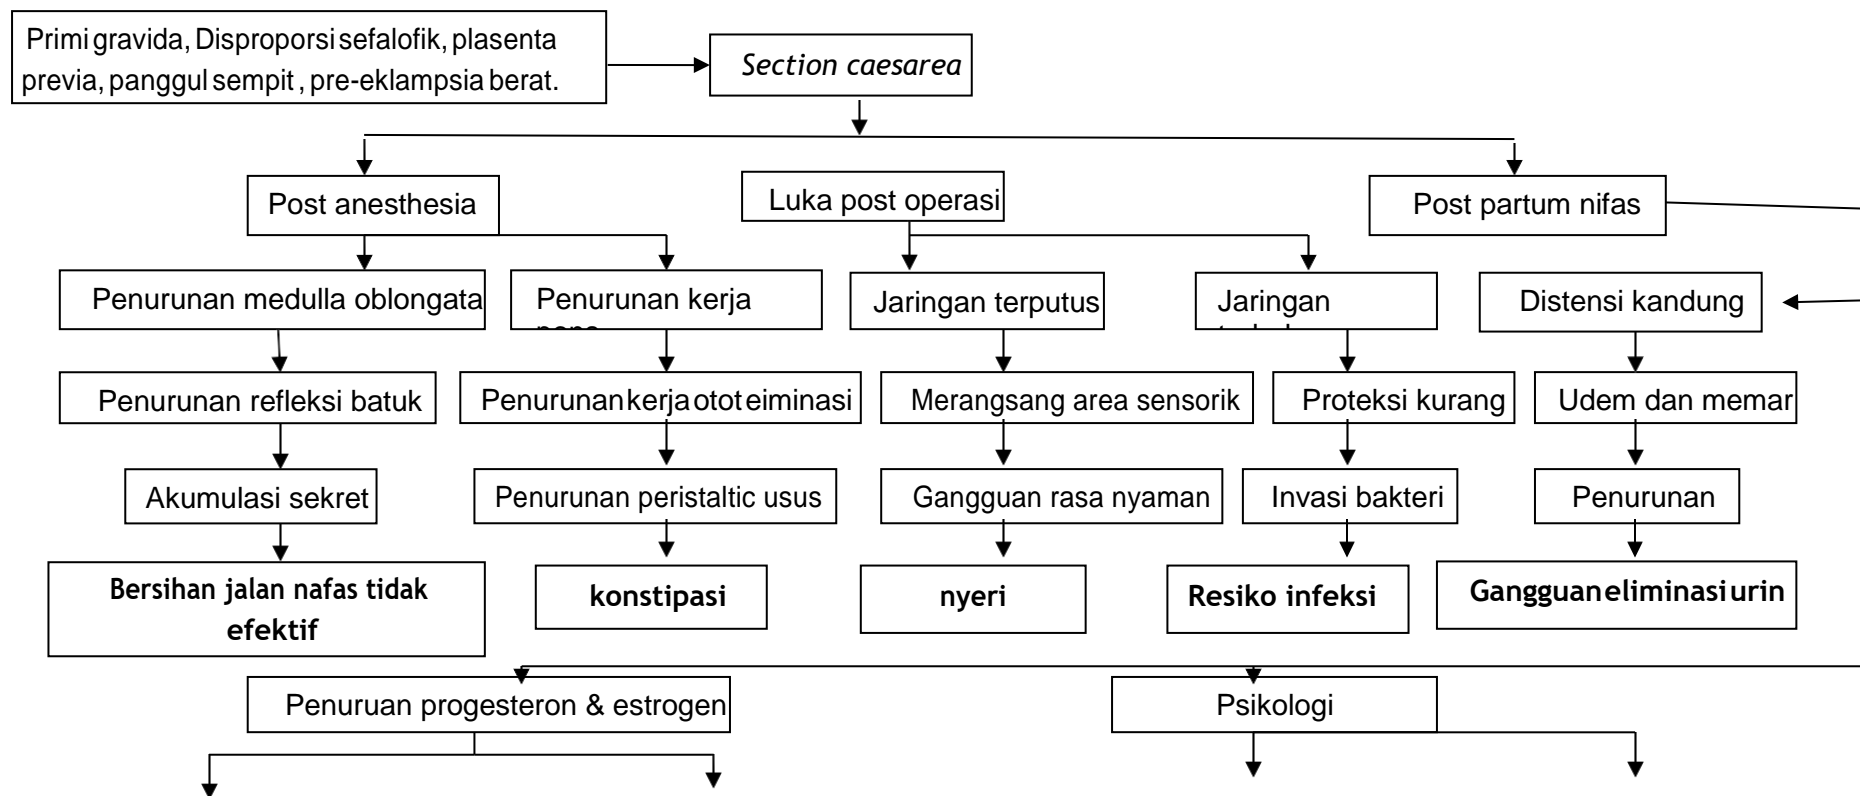 Primi gravida, Disproporsi sefalofik, plasenta
previa, panggul sempit , pre-eklampsia berat.
Section caesarea
Post anesthesia
Luka post operasi
Post partum nifas
Penurunan medulla oblongata
Penurunan kerja
Jaringan terputus
Jaringan
Distensi kandung
Penurunan refleksi batuk
Penurunan kerja otot eiminasi
Merangsang area sensorik
Proteksi kurang
Udem dan memar
Akumulasi sekret
Penurunan peristaltic usus
Gangguan rasa nyaman
Invasi bakteri
Penurunan
Bersihan jalan nafas tidak
efektif
konstipasi
nyeri
Resiko infeksi
Gangguan eliminasi urin
Penuruan progesteron & estrogen
Psikologi